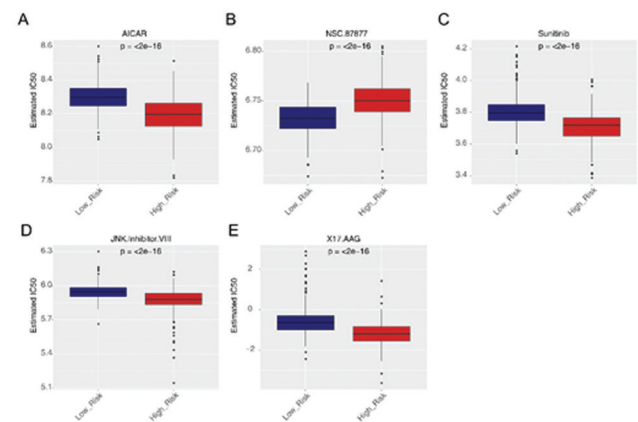 A
AICAR
p = <2e-16
Estimated IC50
8.6
8.4
8.2
8.0
7.8
Low_Risk
High_Risk
B
NSC.87877
p = <2e-16
Estimated IC50
6.80
6.75
6.70
Low_Risk
High_Risk
C
Sunitinib
p = <2e-16
Estimated IC50
4.2
4.0
3.8
3.6
3.4
Low_Risk
High_Risk
D
JNK.Inhibitor.VIII
p = <2e-16
Estimated IC50
6.3
6.0
5.7
5.4
5.1
Low_Risk
High_Risk
E
X17.AAG
p = <2e-16
Estimated IC50
2
0
-2
Low_Risk
High_Risk